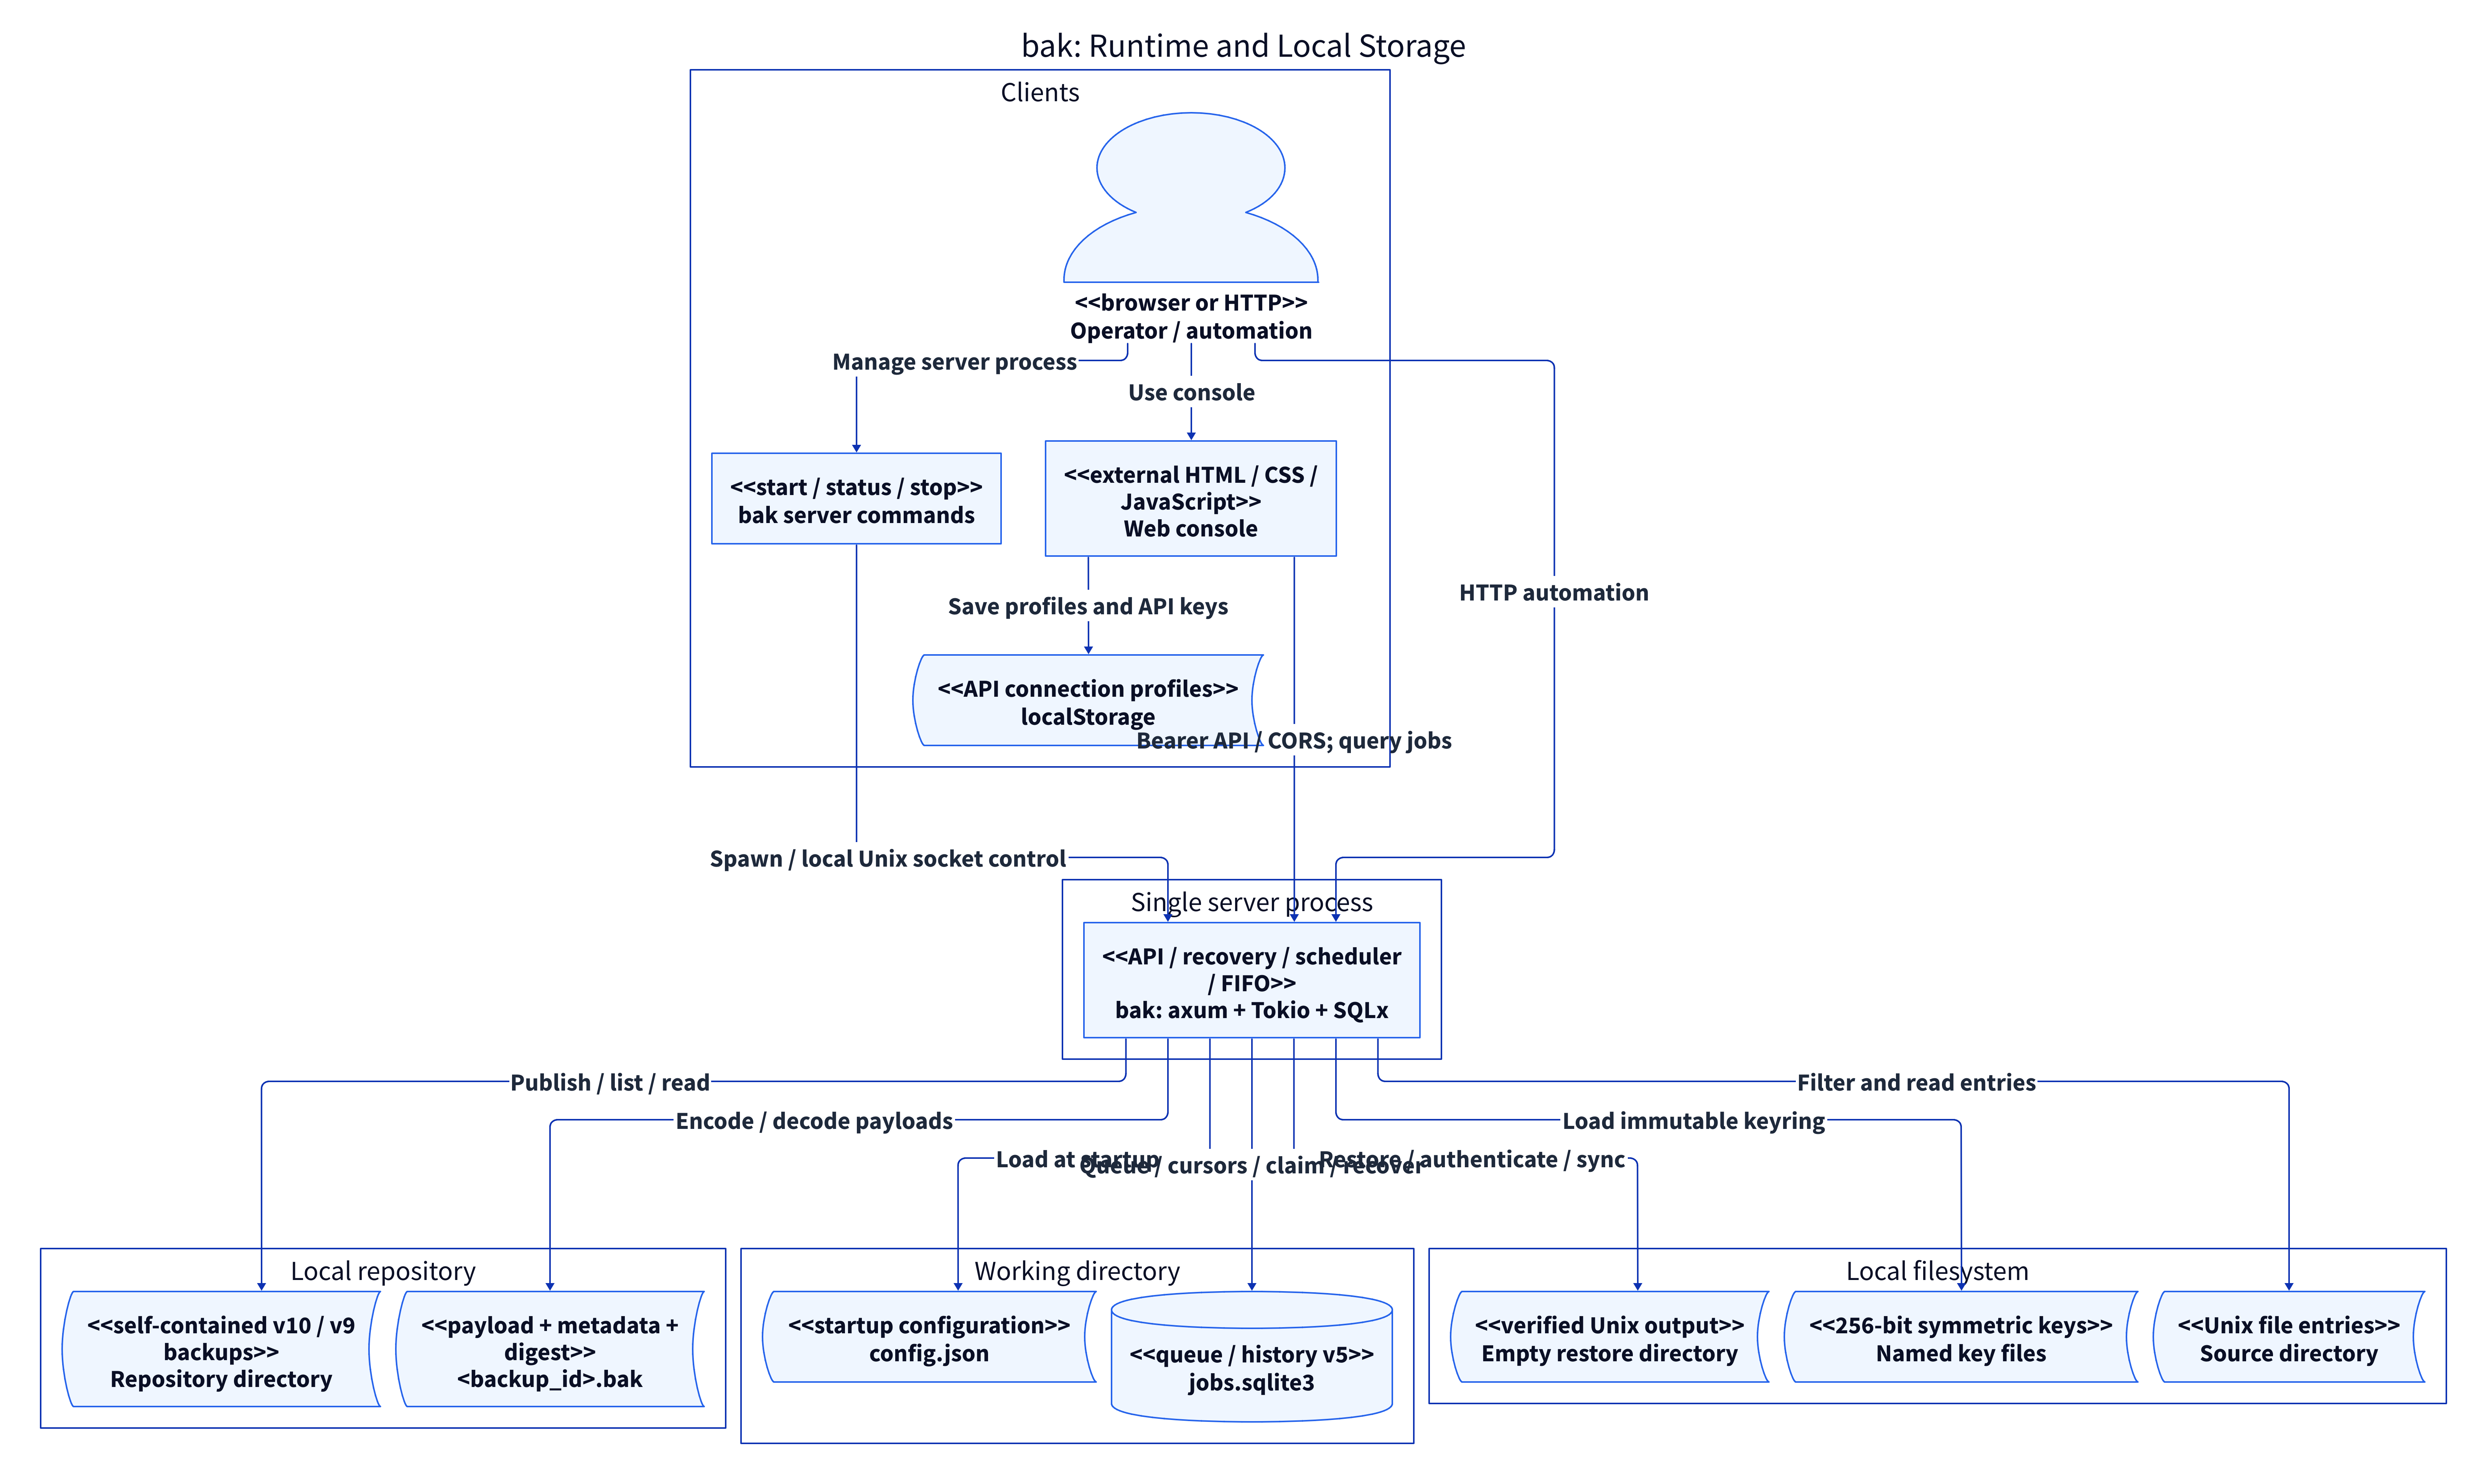 bak: Runtime and Local Storage
Clients
<<browser or HTTP>>
Operator / automation
Manage server process
Use console
<<start / status / stop>>
bak server commands
<<external HTML / CSS /
JavaScript>>
Web console
HTTP automation
Save profiles and API keys
<<API connection profiles>>
localStorage
Bearer API / CORS; query jobs
Spawn / local Unix socket control
Single server process
<<API / recovery / scheduler
/ FIFO>>
bak: axum + Tokio + SQLx
Publish / list / read
Filter and read entries
Encode / decode payloads
Load immutable keyring
Load at startup
Queue / cursors / claim / recover
Restore / authenticate / sync
Local repository
<<self-contained v10 / v9
backups>>
Repository directory
<<payload + metadata +
digest>>
<backup_id>.bak
Working directory
<<startup configuration>>
config.json
<<queue / history v5>>
jobs.sqlite3
Local filesystem
<<verified Unix output>>
Empty restore directory
<<256-bit symmetric keys>>
Named key files
<<Unix file entries>>
Source directory